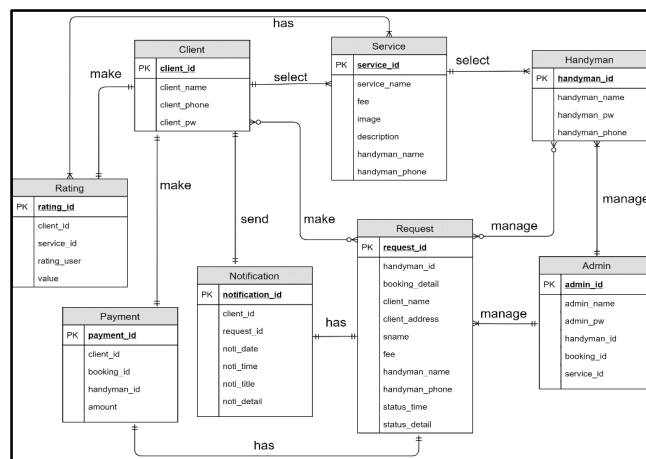 has
Client
PK client_id
client_name
client_phone
client_pw
make
select
Service
PK service_id
service_name
fee
image
description
handyman_name
handyman_phone
select
Handyman
PK handyman_id
handyman_name
handyman_pw
handyman_phone
Rating
PK rating_id
client_id
service_id
rating_user
value
make
send
make
manage
manage
Request
PK request_id
handyman_id
booking_detail
client_name
client_address
sname
fee
handyman_name
handyman_phone
status_time
status_detail
Notification
PK notification_id
client_id
request_id
noti_date
noti_time
noti_title
noti_detail
has
manage
Admin
PK admin_id
admin_name
admin_pw
handyman_id
booking_id
service_id
Payment
PK payment_id
client_id
booking_id
handyman_id
amount
has